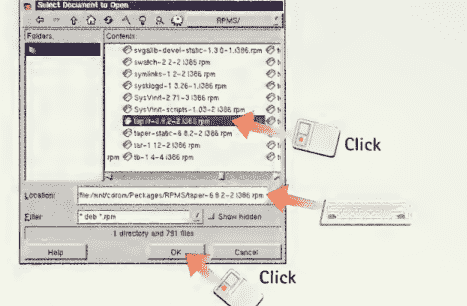 Select Document to Open
RPMS/
Folders
Contents
svgalib-devel-static-1.3.0-1.i386.rpm
swatch-2.2-2.i386.rpm
symlinks-1.2-2.i386.rpm
sysklogd-1.3.26-1.i386.rpm
SysVinit-2.71-3.i386.rpm
SysVinit-scripts-1.03-2.i386.rpm
taper-6.9.2-2.i386.rpm
taper-static-6.9.2-2.i386.rpm
tar-1.12-2.i386.rpm
rpm
tb-1.4-4.i386.rpm
Click
Location:
file:/mnt/cdrom/Packages/RPMS/taper-6.9.2-2.i386.rpm
Filter
*.deb *.rpm
Show hidden
1 directory and 791 files
Help
OK
Cancel
Click